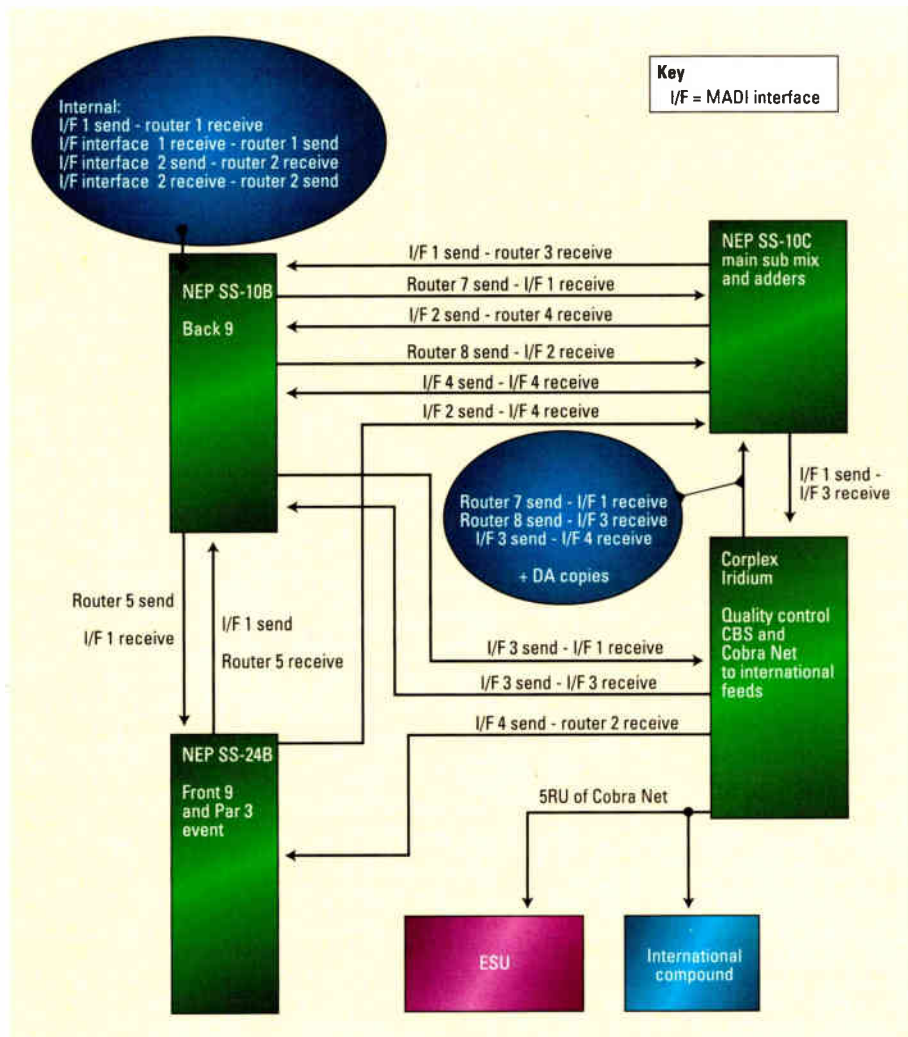 Key
I/F = MADI interface
Internal:
I/F 1 send - router 1 receive
I/F interface 1 receive - router 1 send
I/F interface 2 send - router 2 receive
I/F interface 2 receive - router 2 send
NEP SS-10B
Back 9
I/F 1 send - router 3 receive
Router 7 send - I/F 1 receive
I/F 2 send - router 4 receive
Router 8 send - I/F 2 receive
I/F 4 send - I/F 4 receive
I/F 2 send - I/F 4 receive
NEP SS-10C
main sub mix
and adders
I/F 1 send -
I/F 3 receive
Router 7 send - I/F 1 receive
Router 8 send - I/F 3 receive
I/F 3 send - I/F 4 receive
+ DA copies
Corplex
Iridium
Quality control
CBS and
Cobra Net
to international
feeds
Router 5 send
I/F 1 receive
I/F 1 send
Router 5 receive
I/F 3 send - I/F 1 receive
I/F 3 send - I/F 3 receive
I/F 4 send - router 2 receive
NEP SS-24B
Front 9
and Par 3
event
5RU of Cobra Net
ESU
International
compound